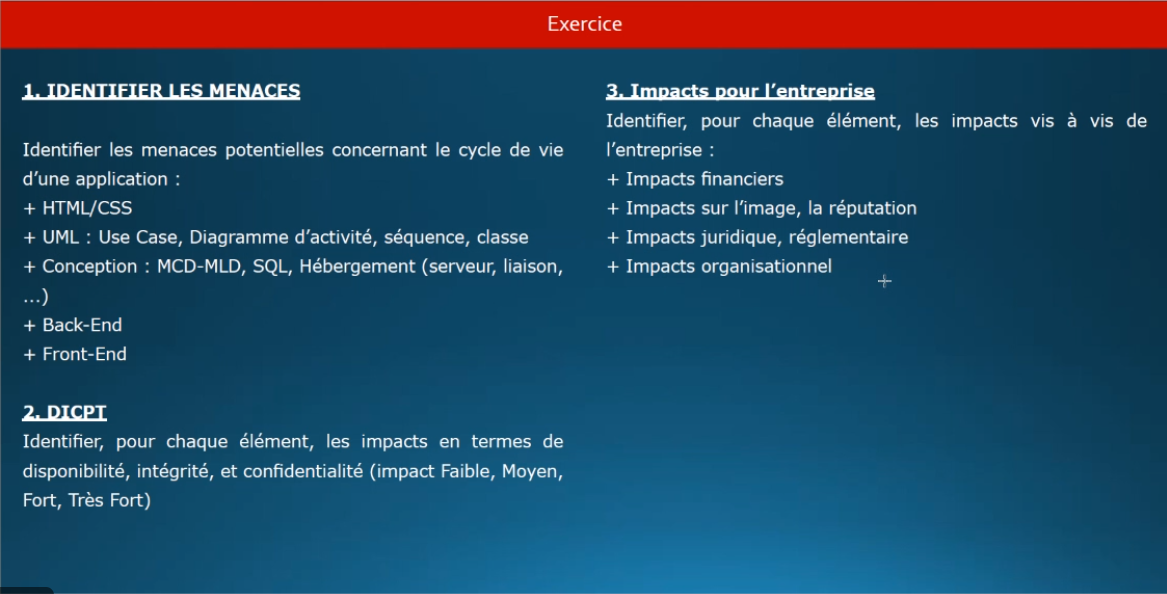 Exercice
1. IDENTIFIER LES MENACES
Identifier les menaces potentielles concernant le cycle de vie
d’une application :
+ HTML/CSS
+ UML : Use Case, Diagramme d’activité, séquence, classe
+ Conception : MCD-MLD, SQL, Hébergement (serveur, liaison,
...)
+ Back-End
+ Front-End
2. DICPT
Identifier, pour chaque élément, les impacts en termes de
disponibilité, intégrité, et confidentialité (impact Faible, Moyen,
Fort, Très Fort)
3. Impacts pour l’entreprise
Identifier, pour chaque élément, les impacts vis à vis de
l’entreprise :
+ Impacts financiers
+ Impacts sur l’image, la réputation
+ Impacts juridique, réglementaire
+ Impacts organisationnel